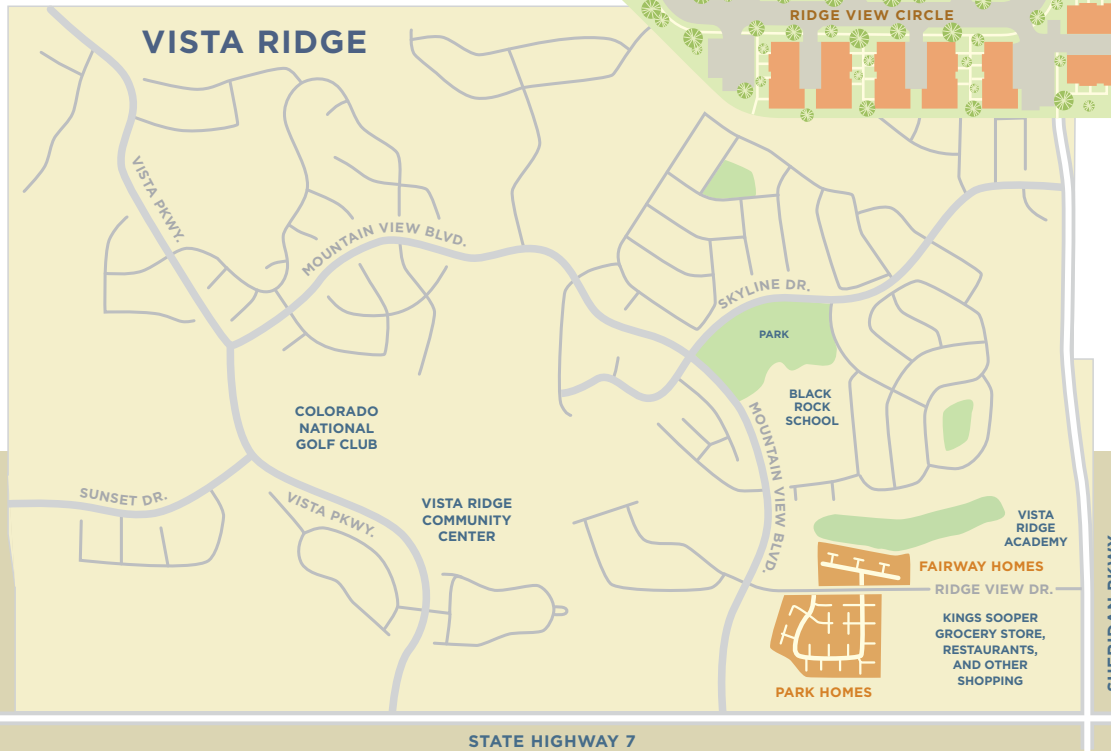 RIDGE VIEW CIRCLE
VISTA RIDGE
VISTA PKWY.
MOUNTAIN VIEW BLVD.
SKYLINE DR.
PARK
BLACK
ROCK
SCHOOL
COLORADO
NATIONAL
GOLF CLUB
MOUNTAIN VIEW BLVD.
SUNSET DR.
VISTA PKWY.
VISTA RIDGE
COMMUNITY
CENTER
VISTA
RIDGE
ACADEMY
FAIRWAY HOMES
RIDGE VIEW DR.
KINGS SOOPER
GROCERY STORE,
RESTAURANTS,
AND OTHER
SHOPPING
PARK HOMES
SHERIDAN PKWY
STATE HIGHWAY 7